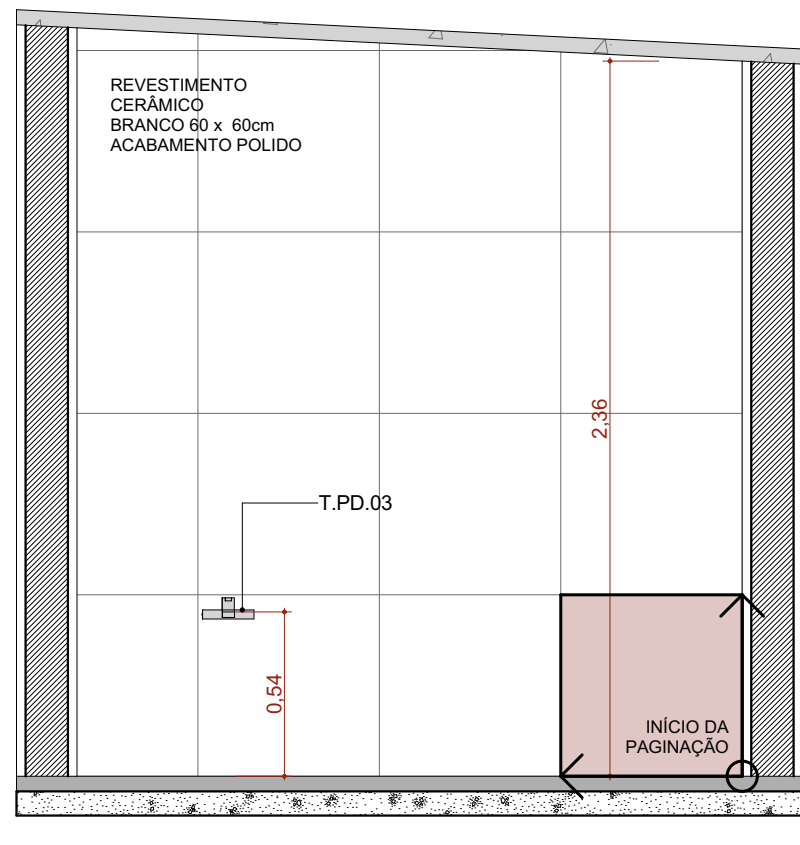 REVESTIMENTO
CERÂMICO
BRANCO 60 x 60cm
ACABAMENTO POLIDO
2,36
T.PD.03
0,54
INÍCIO DA
PAGINAÇÃO